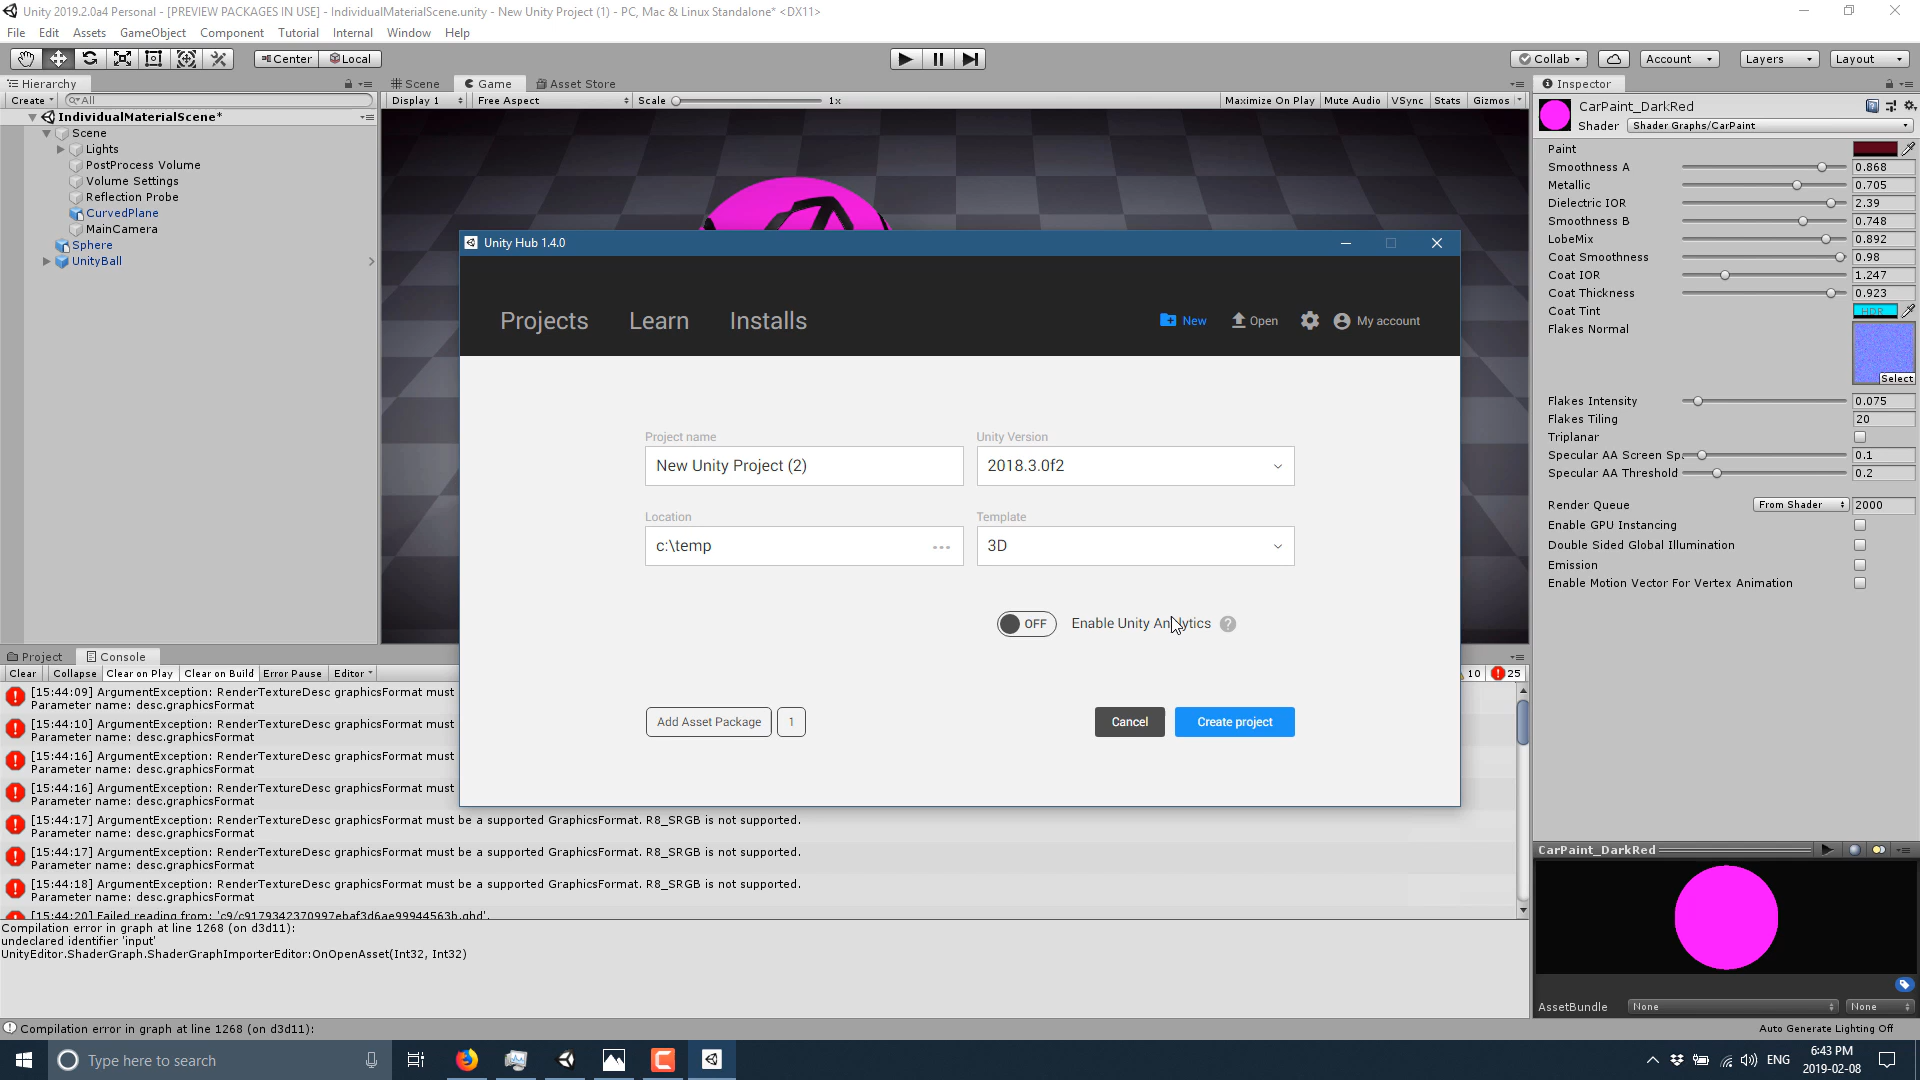 Unity 2019.2.0a4 Personal - [PREVIEW PACKAGES IN USE] - IndividualMaterialScene.unity - New Unity Project (1) - PC, Mac & Linux Standalone* <DX11>
File Edit Assets GameObject Component Tutorial Internal Window Help
Center Local Collab Account Layers Layout
Hierarchy Scene Game Asset Store Inspector
Create All Display 1 Free Aspect Scale 1x Maximize On Play Mute Audio VSync Stats Gizmos
IndividualMaterialScene*
Scene
Lights
PostProcess Volume
Volume Settings
Reflection Probe
CurvedPlane
MainCamera
Sphere
UnityBall
Unity Hub 1.4.0
Projects Learn Installs New Open My account
Project name Unity Version
New Unity Project (2) 2018.3.0f2
Location Template
c:\temp ... 3D
OFF Enable Unity Analytics ?
Add Asset Package 1 Cancel Create project
CarPaint_DarkRed
Shader Shader Graphs/CarPaint
Paint
Smoothness A 0.868
Metallic 0.705
Dielectric IOR 2.39
Smoothness B 0.748
LobeMix 0.892
Coat Smoothness 0.98
Coat IOR 1.247
Coat Thickness 0.923
Coat Tint HDR
Flakes Normal
Select
Flakes Intensity 0.075
Flakes Tiling 20
Triplanar
Specular AA Screen Sp 0.1
Specular AA Threshold 0.2
Render Queue From Shader 2000
Enable GPU Instancing
Double Sided Global Illumination
Emission
Enable Motion Vector For Vertex Animation
Project Console
Clear Collapse Clear on Play Clear on Build Error Pause Editor 10 25
[15:44:09] ArgumentException: RenderTextureDesc graphicsFormat must
Parameter name: desc.graphicsFormat
[15:44:10] ArgumentException: RenderTextureDesc graphicsFormat must
Parameter name: desc.graphicsFormat
[15:44:16] ArgumentException: RenderTextureDesc graphicsFormat must
Parameter name: desc.graphicsFormat
[15:44:16] ArgumentException: RenderTextureDesc graphicsFormat must
Parameter name: desc.graphicsFormat
[15:44:17] ArgumentException: RenderTextureDesc graphicsFormat must be a supported GraphicsFormat. R8_SRGB is not supported.
Parameter name: desc.graphicsFormat
[15:44:17] ArgumentException: RenderTextureDesc graphicsFormat must be a supported GraphicsFormat. R8_SRGB is not supported.
Parameter name: desc.graphicsFormat
[15:44:18] ArgumentException: RenderTextureDesc graphicsFormat must be a supported GraphicsFormat. R8_SRGB is not supported.
Parameter name: desc.graphicsFormat
[15:44:20] Failed reading from:
Compilation error in graph at line 1268 (on d3d11):
undeclared identifier 'input'
UnityEditor.ShaderGraph.ShaderGraphImporterEditor:OnOpenAsset(Int32, Int32)
CarPaint_DarkRed
AssetBundle None None
Compilation error in graph at line 1268 (on d3d11):
Auto Generate Lighting Off
Type here to search
ENG 6:43 PM
2019-02-08